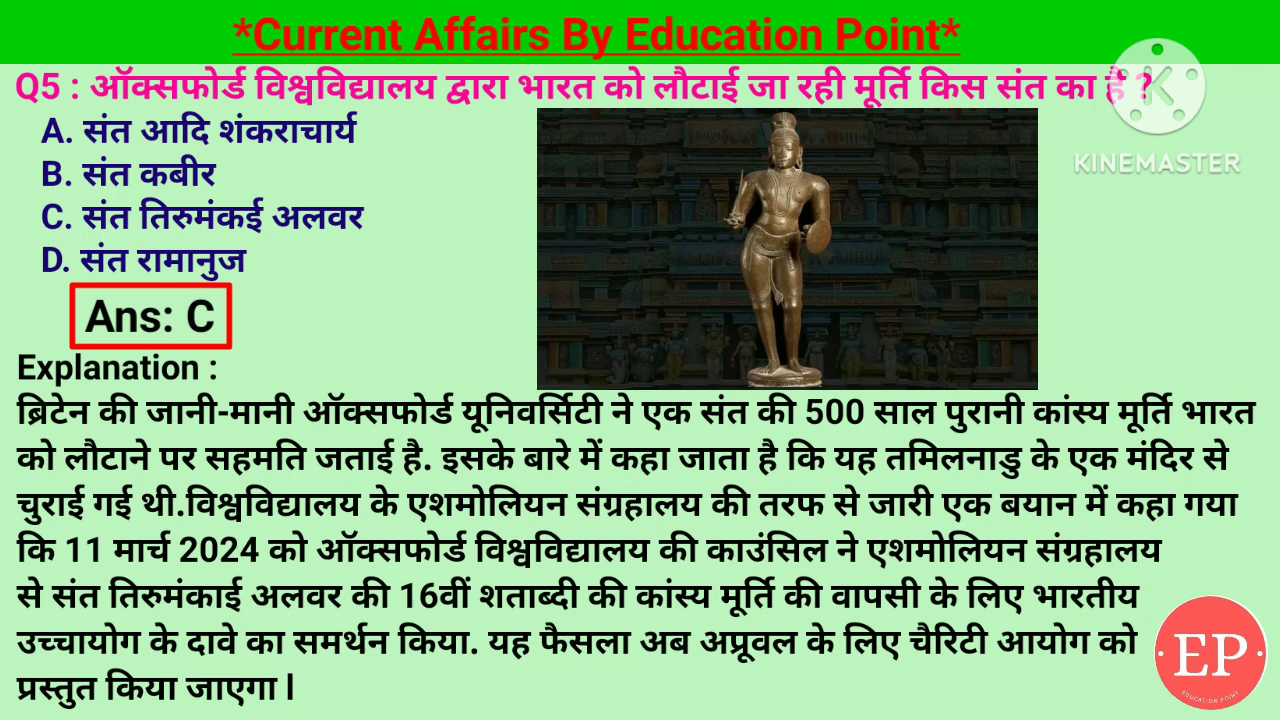 *Current Affairs By Education Point*
Q5 : ऑक्सफोर्ड विश्वविद्यालय द्वारा भारत को लौटाई जा रही मूर्ति किस संत का है ?
A. संत आदि शंकराचार्य
B. संत कबीर
C. संत तिरुमंकई अलवर
D. संत रामानुज
Ans: C
KINEMASTER
Explanation :
ब्रिटेन की जानी-मानी ऑक्सफोर्ड यूनिवर्सिटी ने एक संत की 500 साल पुरानी कांस्य मूर्ति भारत
को लौटाने पर सहमति जताई है. इसके बारे में कहा जाता है कि यह तमिलनाडु के एक मंदिर से
चुराई गई थी.विश्वविद्यालय के एशमोलियन संग्रहालय की तरफ से जारी एक बयान में कहा गया
कि 11 मार्च 2024 को ऑक्सफोर्ड विश्वविद्यालय की काउंसिल ने एशमोलियन संग्रहालय
से संत तिरुमंकाई अलवर की 16वीं शताब्दी की कांस्य मूर्ति की वापसी के लिए भारतीय
उच्चायोग के दावे का समर्थन किया. यह फैसला अब अप्रूवल के लिए चैरिटी आयोग को
प्रस्तुत किया जाएगा l
EP
EDUCATION POINT